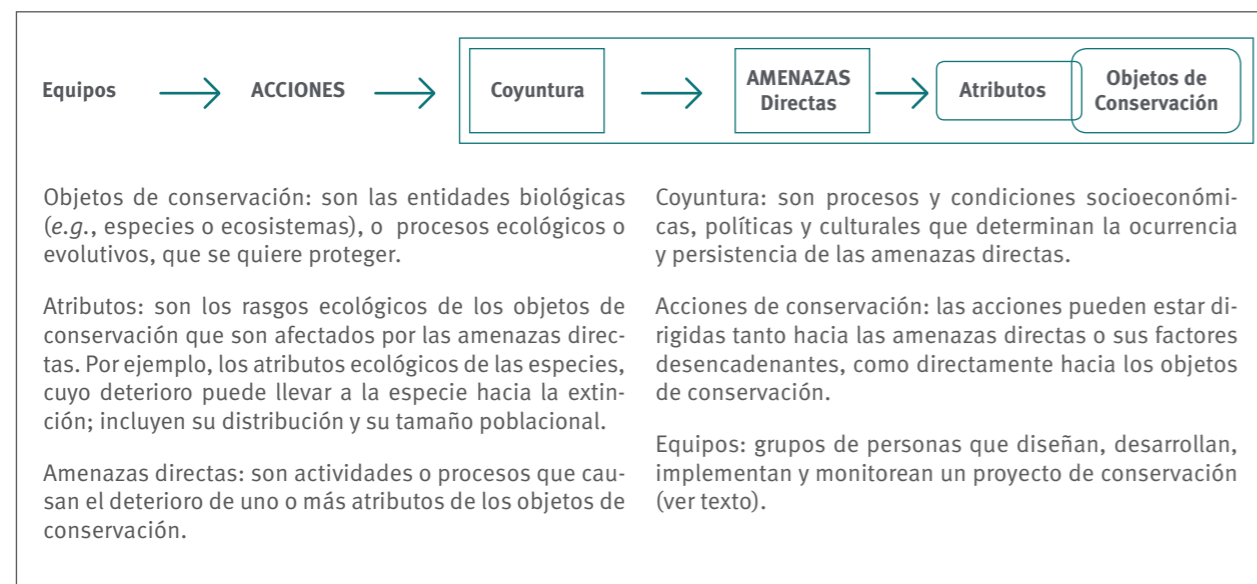 Equipos
ACCIONES
Coyuntura
AMENAZAS
Directas
Atributos
Objetos de
Conservación
Objetos de conservación: son las entidades biológicas
(e.g., especies o ecosistemas), o procesos ecológicos o
evolutivos, que se quiere proteger.
Atributos: son los rasgos ecológicos de los objetos de
conservación que son afectados por las amenazas direc-
tas. Por ejemplo, los atributos ecológicos de las especies,
cuyo deterioro puede llevar a la especie hacia la extin-
ción; incluyen su distribución y su tamaño poblacional.
Amenazas directas: son actividades o procesos que cau-
san el deterioro de uno o más atributos de los objetos de
conservación.
Coyuntura: son procesos y condiciones socioeconómi-
cas, políticas y culturales que determinan la ocurrencia
y persistencia de las amenazas directas.
Acciones de conservación: las acciones pueden estar di-
rigidas tanto hacia las amenazas directas o sus factores
desencadenantes, como directamente hacia los objetos
de conservación.
Equipos: grupos de personas que diseñan, desarrollan,
implementan y monitorean un proyecto de conservación
(ver texto).